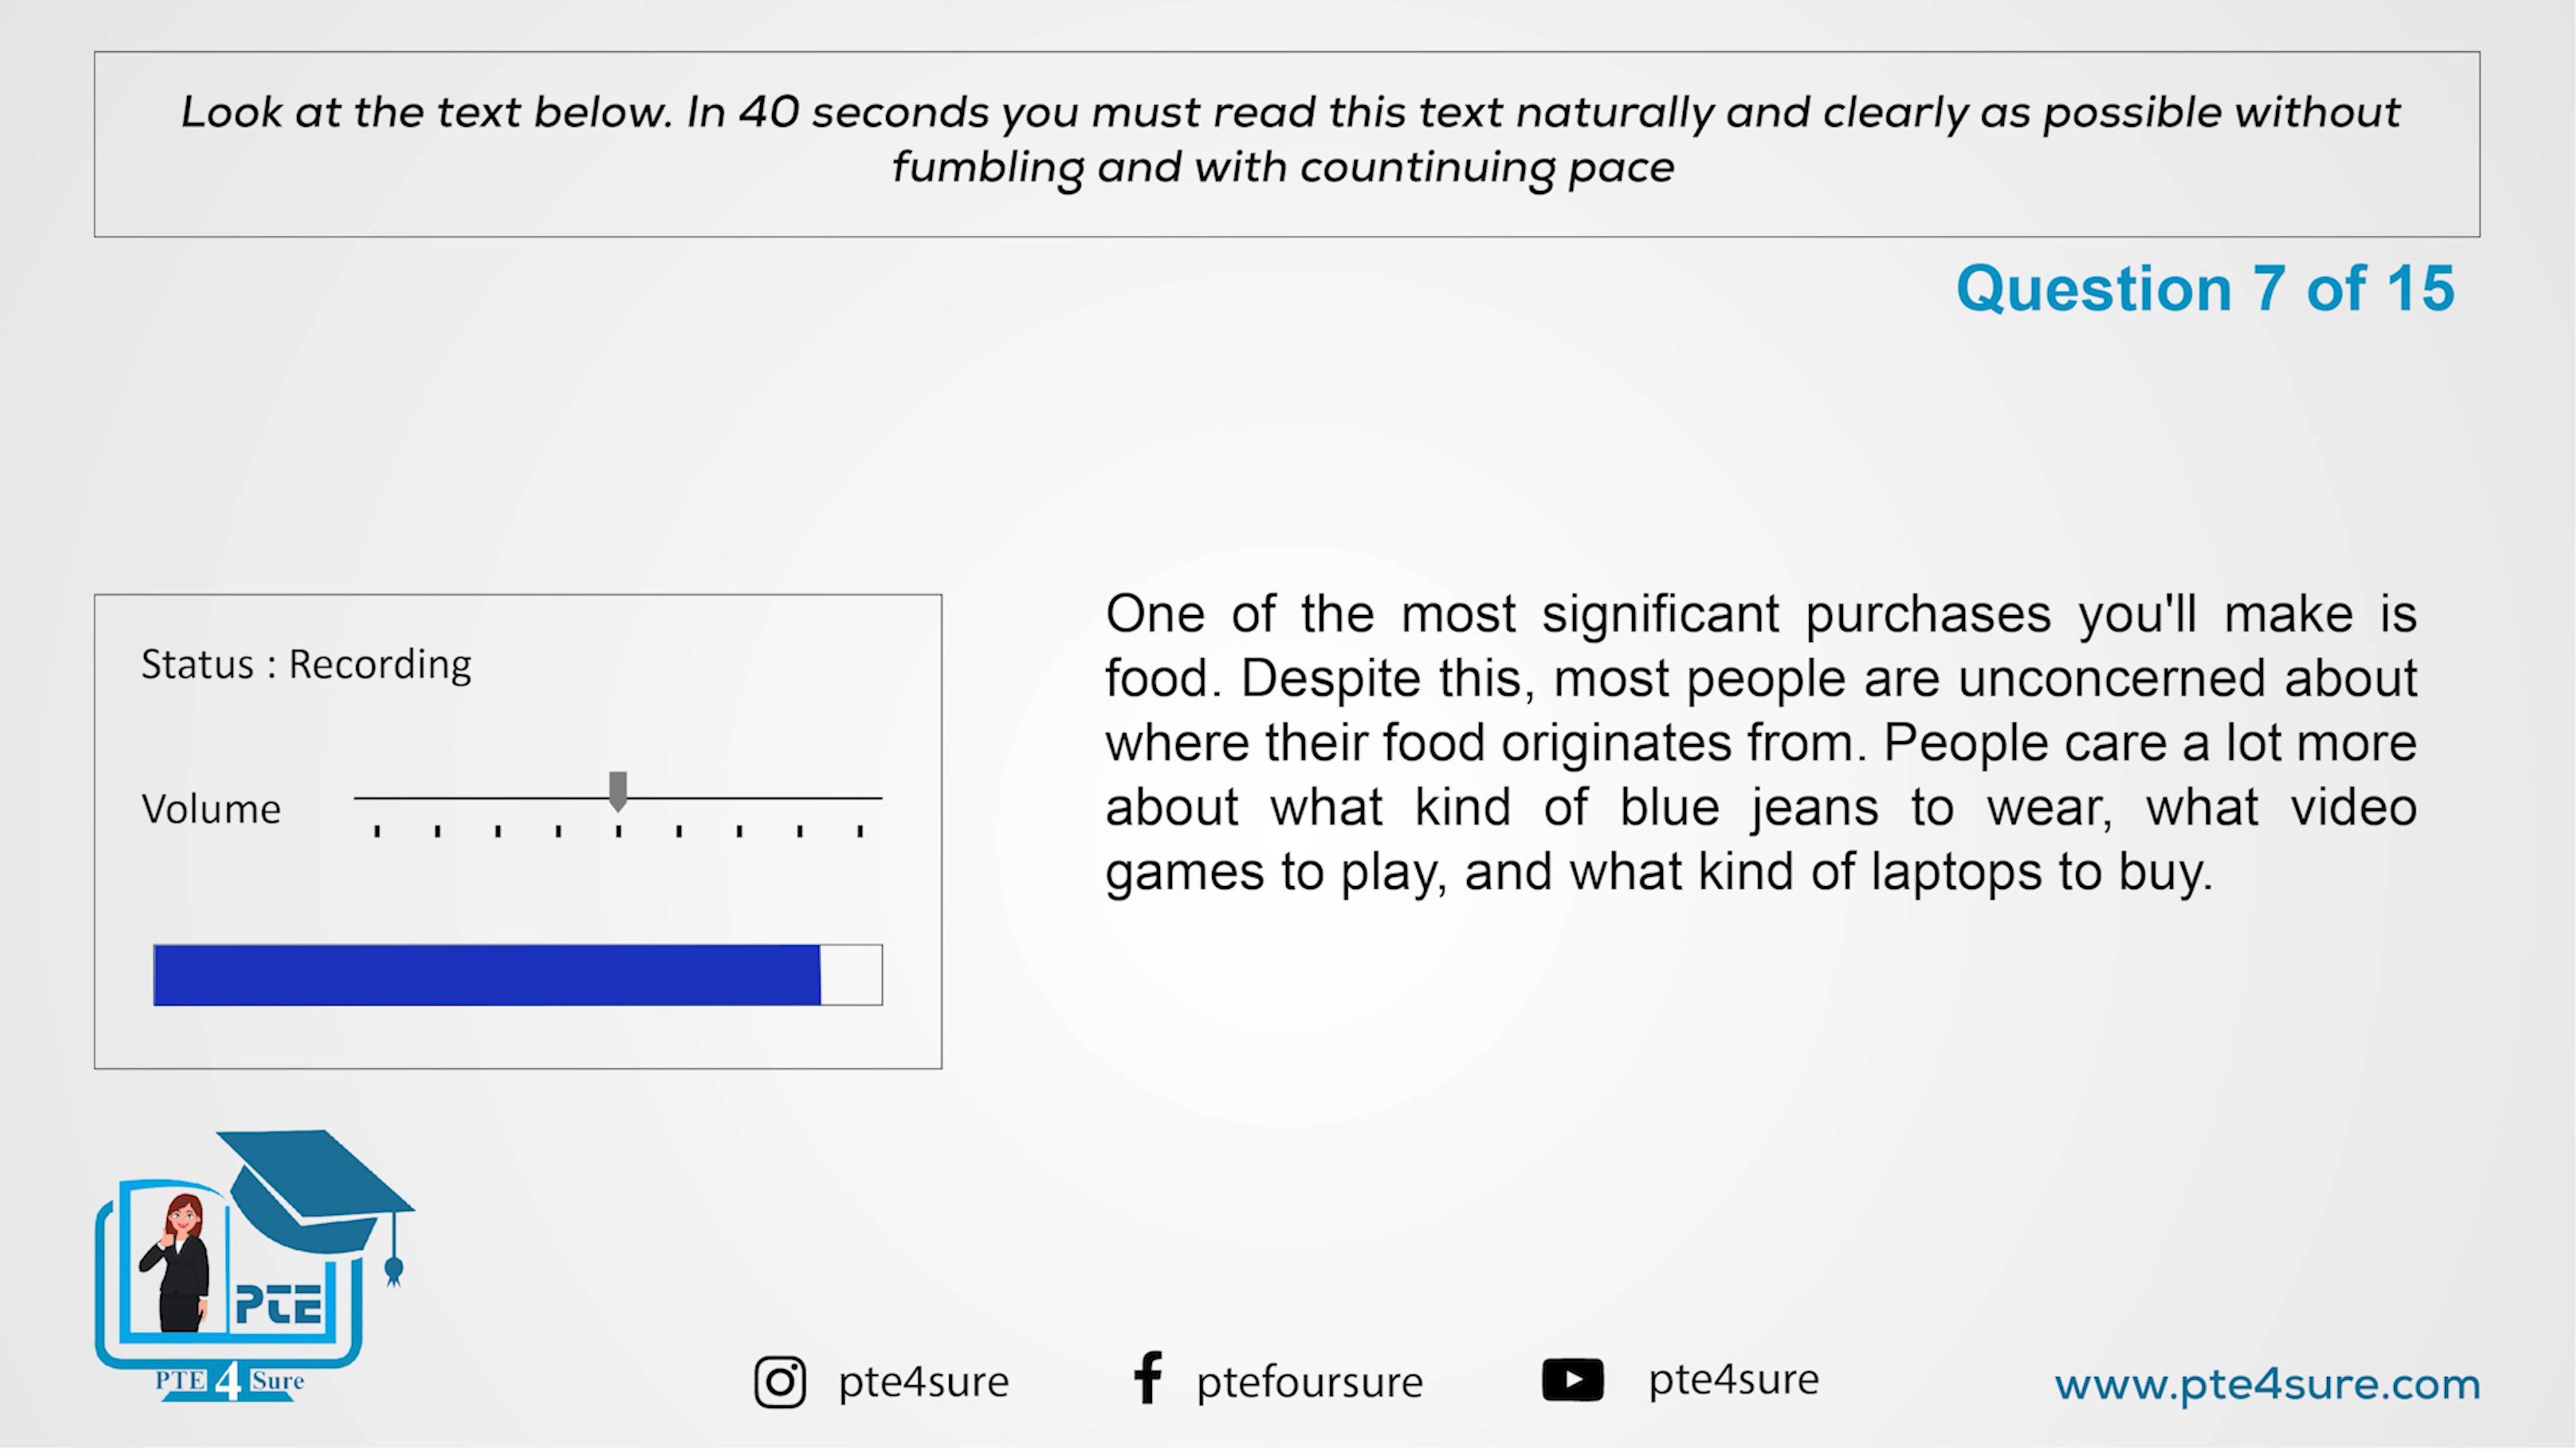 Look at the text below. In 40 seconds you must read this text naturally and clearly as possible without
fumbling and with countinuing pace
Question 7 of 15
Status : Recording
Volume
One of the most significant purchases you'll make is
food. Despite this, most people are unconcerned about
where their food originates from. People care a lot more
about what kind of blue jeans to wear, what video
games to play, and what kind of laptops to buy.
PTE
PTE 4 Sure
pte4sure
ptefoursure
pte4sure
www.pte4sure.com